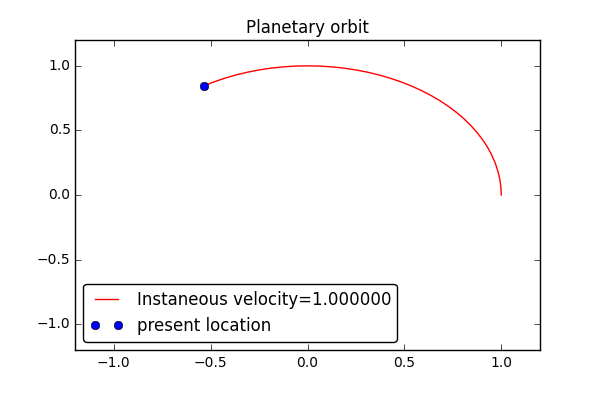 Planetary orbit
1.0
0.5
0.0
−0.5
−1.0
Instaneous velocity=1.000000
present location
−1.0 −0.5 0.0 0.5 1.0